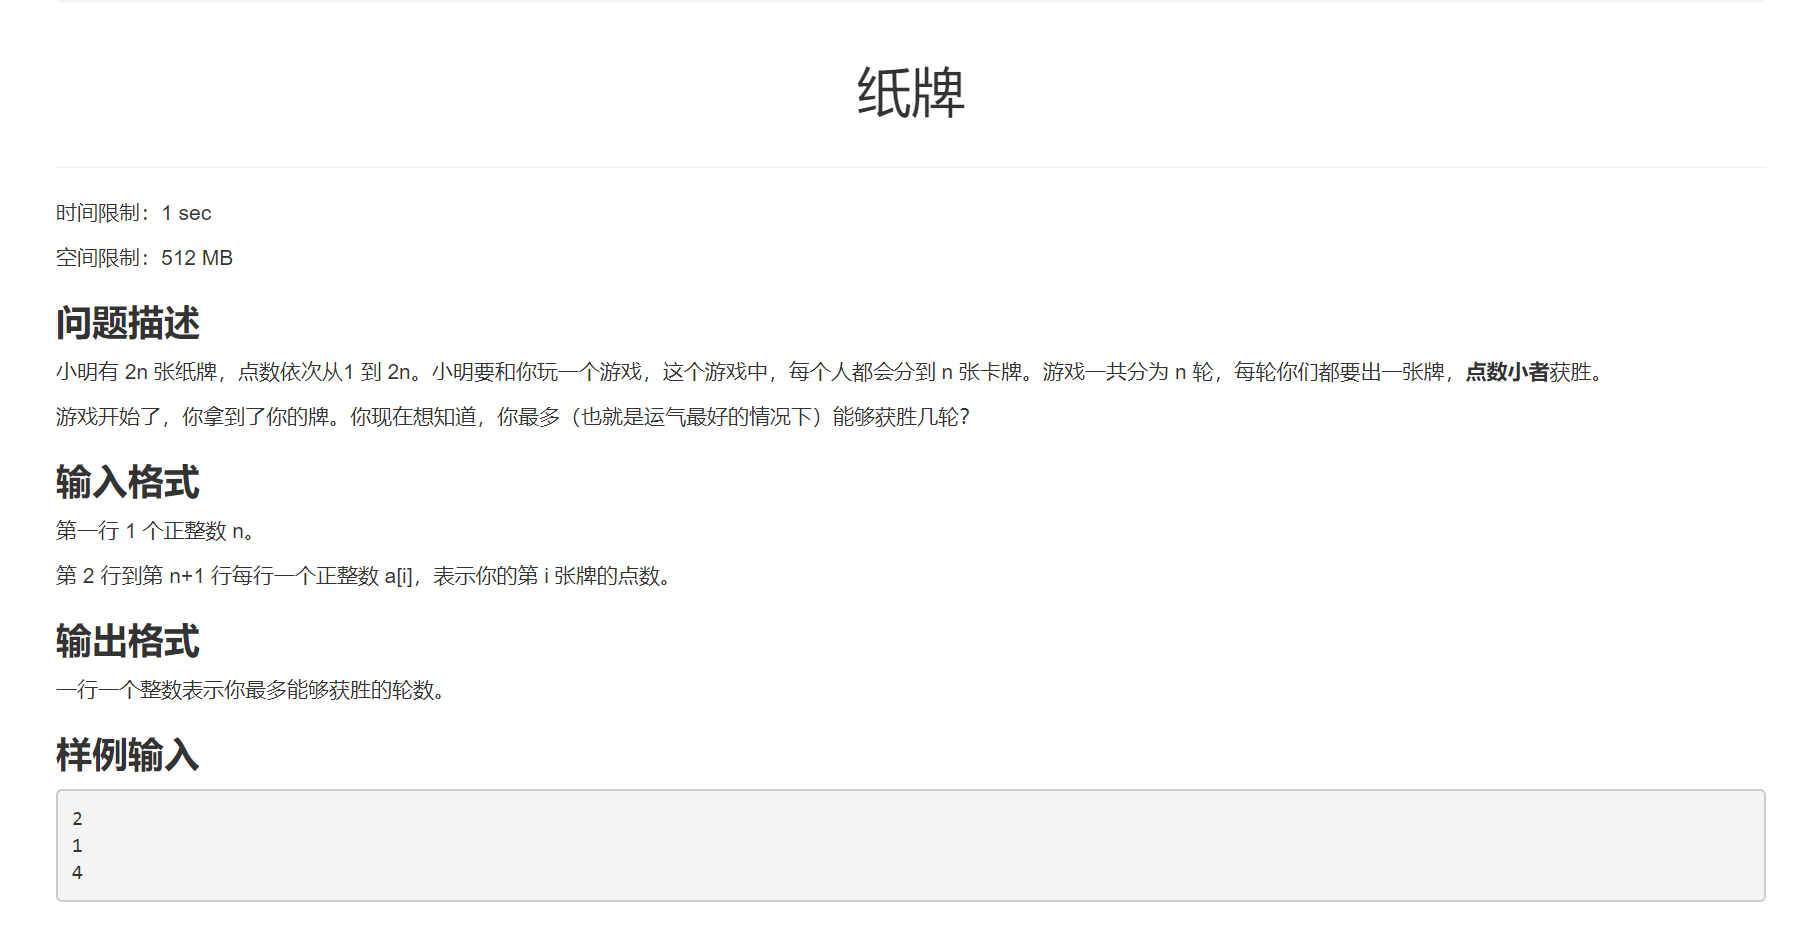 纸牌
时间限制：1 sec
空间限制：512 MB
问题描述
小明有 2n 张纸牌，点数依次从1 到 2n。小明要和你玩一个游戏，这个游戏中，每个人都会分到 n 张卡牌。游戏一共分为 n 轮，每轮你们都要出一张牌，点数小者获胜。
游戏开始了，你拿到了你的牌。你现在想知道，你最多（也就是运气最好的情况下）能够获胜几轮？
输入格式
第一行 1 个正整数 n。
第 2 行到第 n+1 行每行一个正整数 a[i]，表示你的第 i 张牌的点数。
输出格式
一行一个整数表示你最多能够获胜的轮数。
样例输入
2
1
4